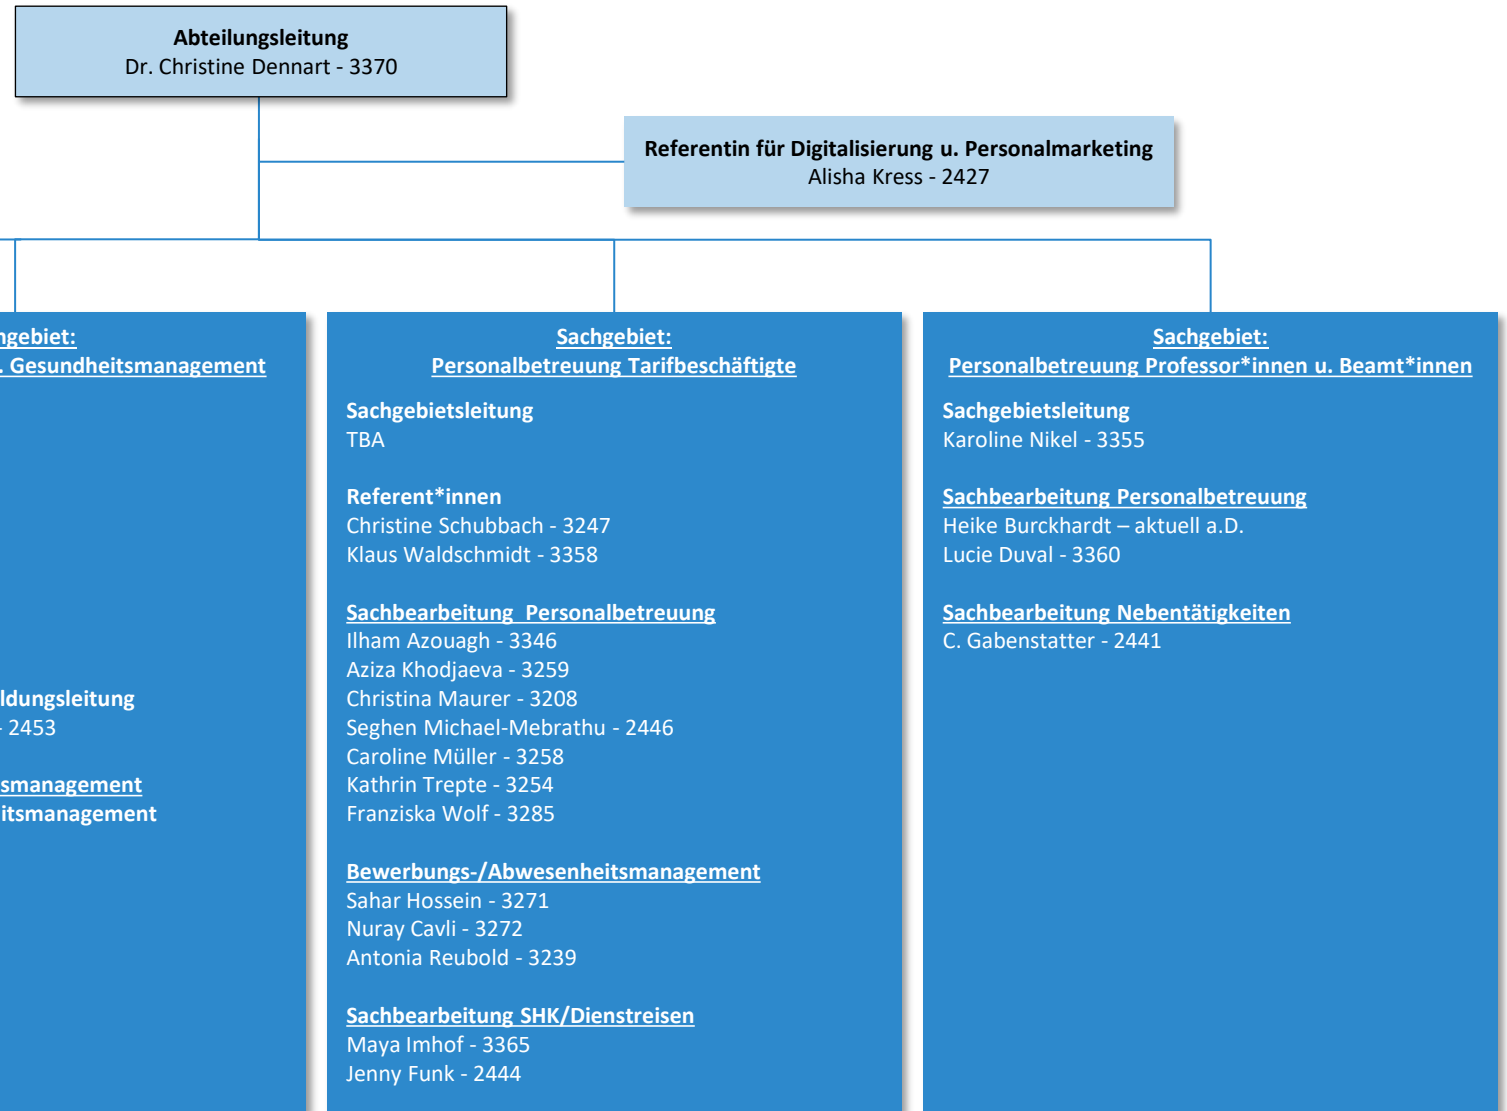 Abteilungsleitung
Dr. Christine Dennart - 3370
Referentin für Digitalisierung u. Personalmarketing
Alisha Kress - 2427
. Gesundheitsmanagement
- 2453
Sachgebiet:
Personalbetreuung Tarifbeschäftigte
Sachgebietsleitung
TBA
Referent*innen
Christine Schubbach - 3247
Klaus Waldschmidt - 3358
Sachbearbeitung Personalbetreuung
Ilham Azouagh - 3346
Aziza Khodjaeva - 3259
Christina Maurer - 3208
Seghen Michael-Mebrathu - 2446
Caroline Müller - 3258
Kathrin Trepte - 3254
Franziska Wolf - 3285
Bewerbungs-/Abwesenheitsmanagement
Sahar Hossein - 3271
Nuray Cavli - 3272
Antonia Reubold - 3239
Sachbearbeitung SHK/Dienstreisen
Maya Imhof - 3365
Jenny Funk - 2444
Sachgebiet:
Personalbetreuung Professor*innen u. Beamt*innen
Sachgebietsleitung
Karoline Nikel - 3355
Sachbearbeitung Personalbetreuung
Heike Burckhardt – aktuell a.D.
Lucie Duval - 3360
Sachbearbeitung Nebentätigkeiten
C. Gabenstatter - 2441